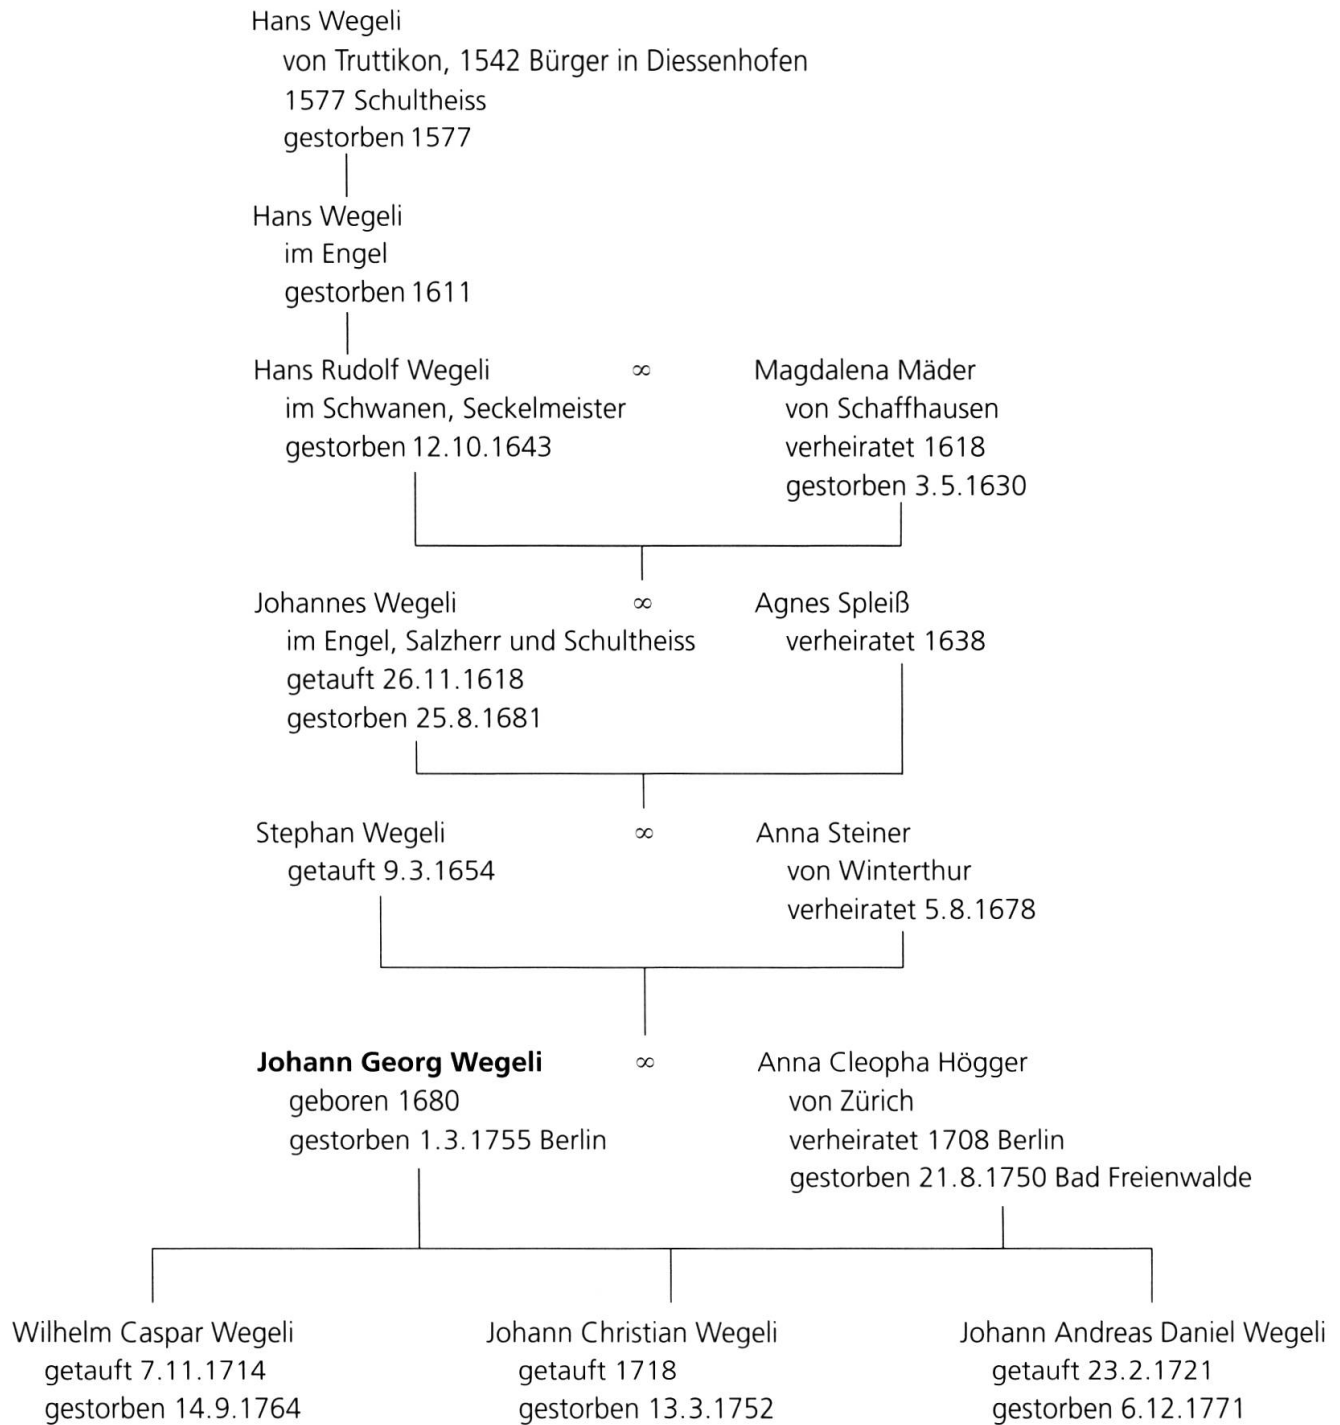 Hans Wegeli
von Truttikon, 1542 Bürger in Diessenhofen
1577 Schultheiss
gestorben 1577
Hans Wegeli
im Engel
gestorben 1611
Hans Rudolf Wegeli
im Schwanen, Seckelmeister
gestorben 12.10.1643
∞
Magdalena Mäder
von Schaffhausen
verheiratet 1618
gestorben 3.5.1630
Johannes Wegeli
im Engel, Salzherr und Schultheiss
getauft 26.11.1618
gestorben 25.8.1681
∞
Agnes Spleiß
verheiratet 1638
Stephan Wegeli
getauft 9.3.1654
∞
Anna Steiner
von Winterthur
verheiratet 5.8.1678
Johann Georg Wegeli
geboren 1680
gestorben 1.3.1755 Berlin
∞
Anna Cleopha Högger
von Zürich
verheiratet 1708 Berlin
gestorben 21.8.1750 Bad Freienwalde
Wilhelm Caspar Wegeli
getauft 7.11.1714
gestorben 14.9.1764
Johann Christian Wegeli
getauft 1718
gestorben 13.3.1752
Johann Andreas Daniel Wegeli
getauft 23.2.1721
gestorben 6.12.1771